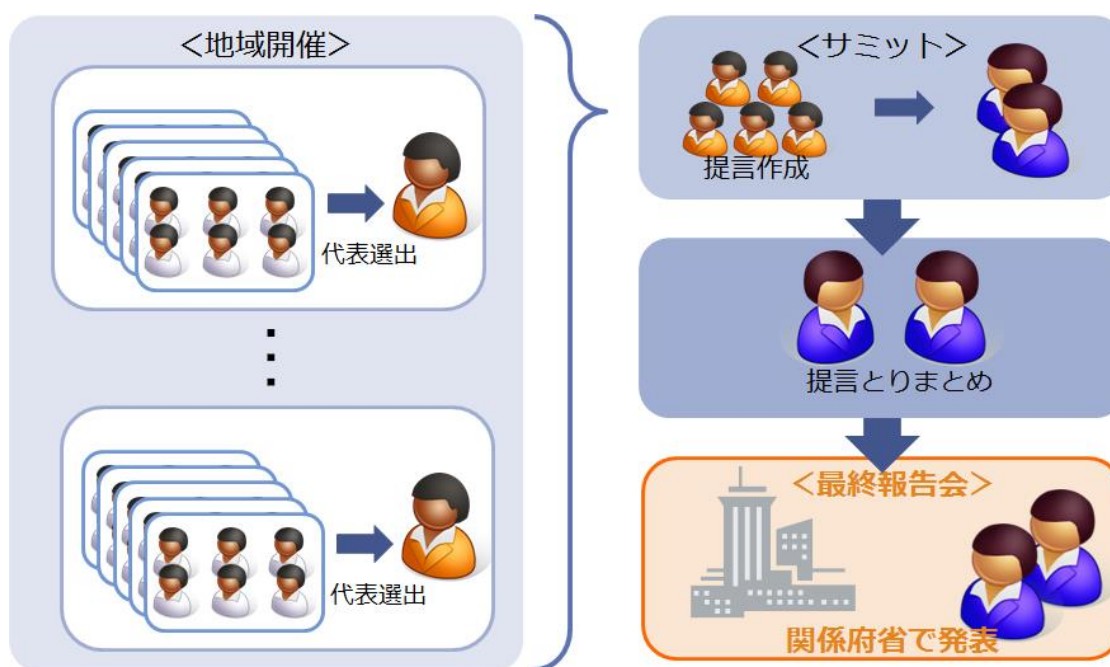 ＜地域開催＞
代表選出
代表選出
＜サミット＞
提言作成
提言とりまとめ
＜最終報告会＞
関係府省で発表